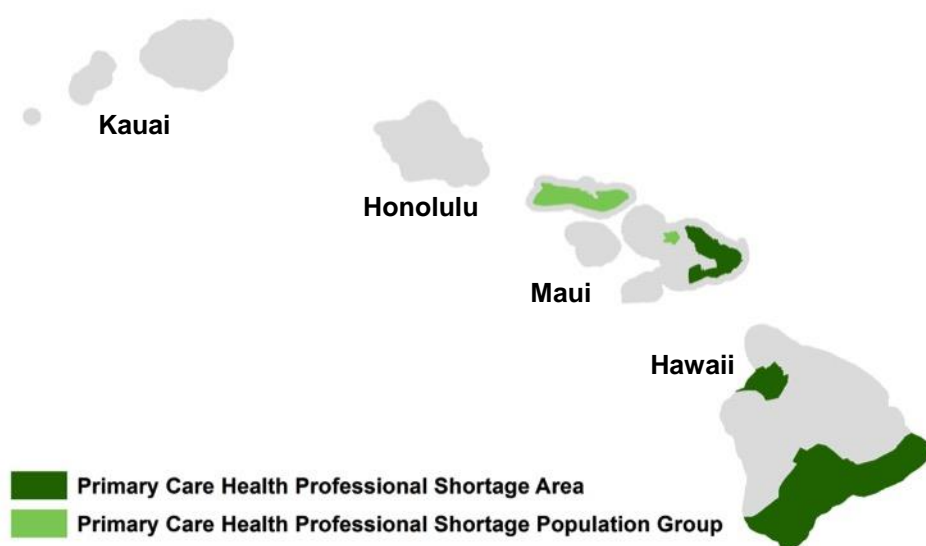 Kauai
Honolulu
Maui
Hawaii
Primary Care Health Professional Shortage Area
Primary Care Health Professional Shortage Population Group